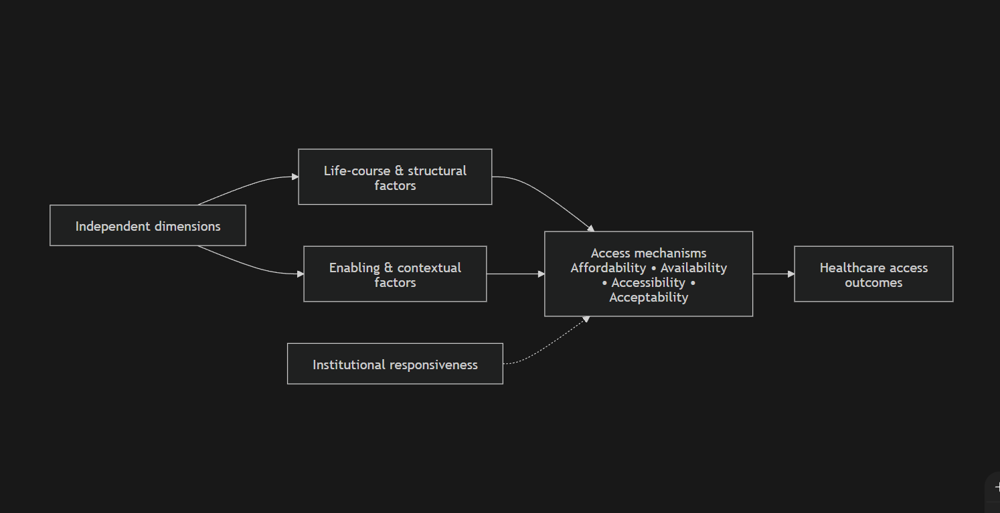 Life-course & structural
factors
Independent dimensions
Enabling & contextual
factors
Access mechanisms
Affordability • Availability
• Accessibility •
Acceptability
Healthcare access
outcomes
Institutional responsiveness